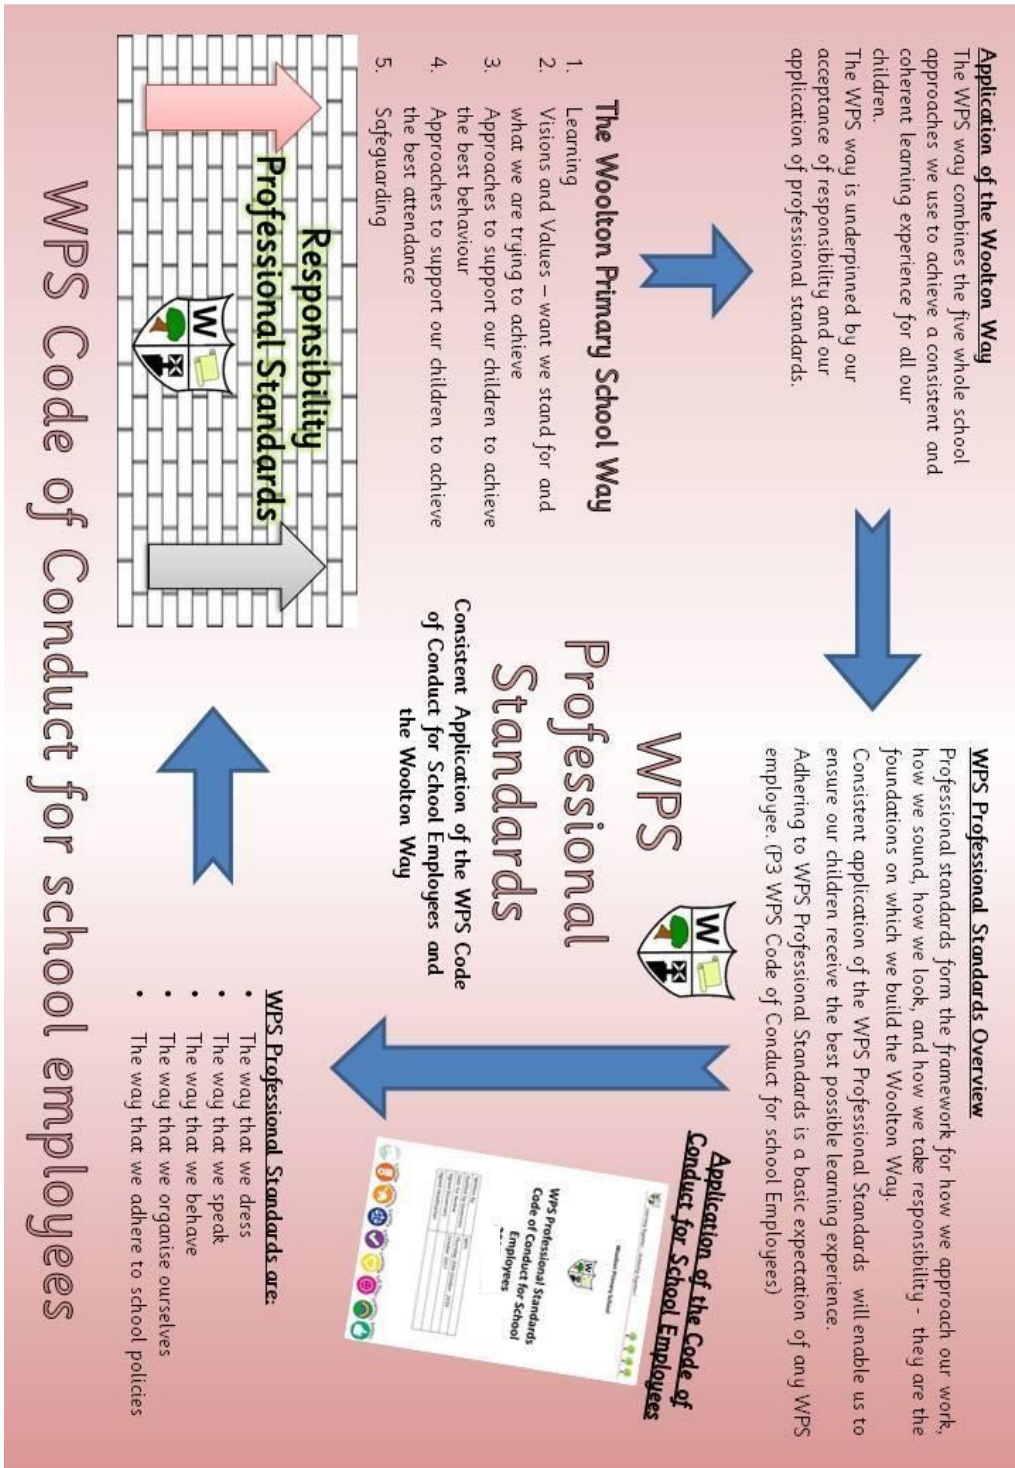 Application of the Woolton Way
The WPS way combines the five whole school
approaches we use to achieve a consistent and
coherent learning experience for all our
children.
The WPS way is underpinned by our
acceptance of responsibility and our
application of professional standards.
WPS Professional Standards Overview
Professional standards form the framework for how we approach our work,
how we sound, how we look, and how we take responsibility - they are the
foundations on which we build the Woolton Way.
Consistent application of the WPS Professional Standards will enable us to
ensure our children receive the best possible learning experience.
Adhering to WPS Professional Standards is a basic expectation of any WPS
employee. (P3 WPS Code of Conduct for school Employees)
The Woolton Primary School Way
1. Learning
2. Visions and Values – want we stand for and
what we are trying to achieve
3. Approaches to support our children to achieve
the best behaviour
4. Approaches to support our children to achieve
the best attendance
5. Safeguarding
WPS
Professional
Standards
Consistent Application of the WPS Code
of Conduct for School Employees and
the Woolton Way
W
Application of the Code of
Conduct for School Employees
Woolton Primary School
W
WPS Professional Standards
Code of Conduct for School
Employees
Responsibility
Professional Standards
W
WPS Professional Standards are:
• The way that we dress
• The way that we speak
• The way that we behave
• The way that we organise ourselves
• The way that we adhere to school policies
WPS Code of Conduct for school employees